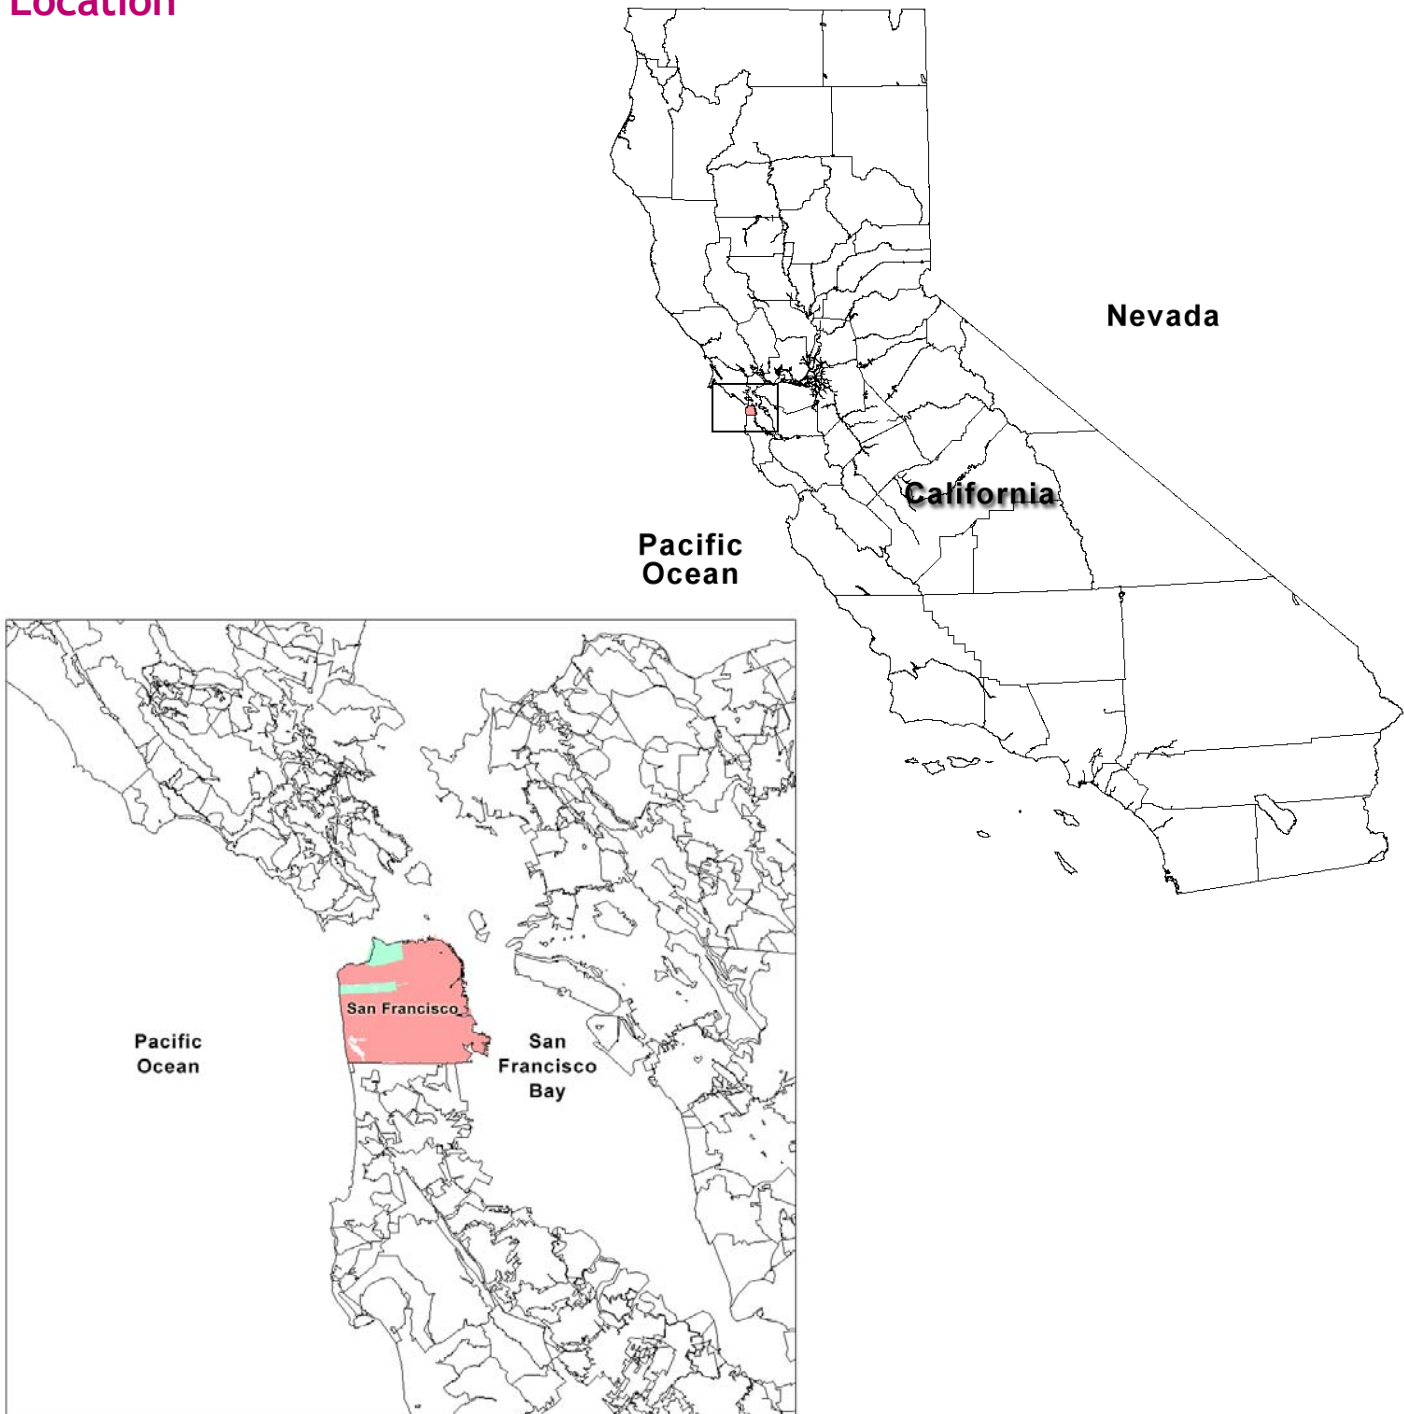 Location
Nevada
California
Pacific
Ocean
San Francisco
Pacific
Ocean
San
Francisco
Bay